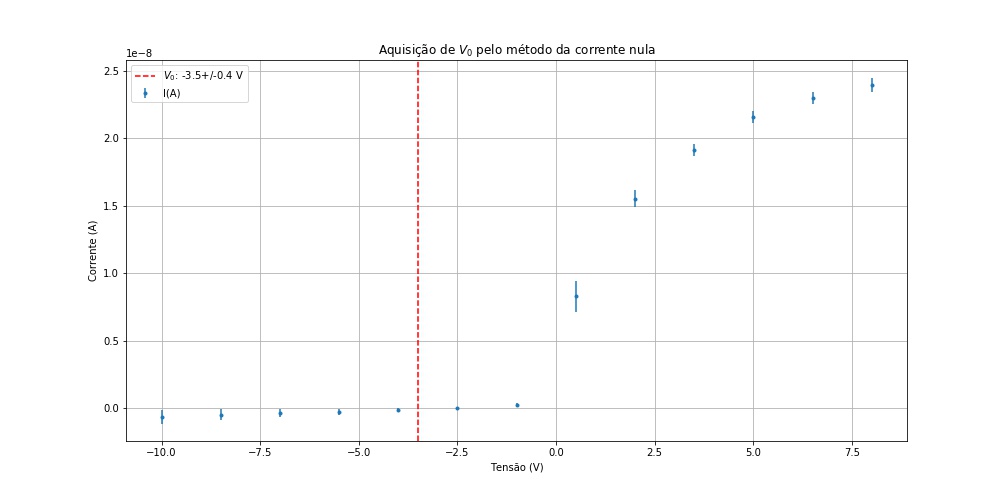 Aquisição de V₀ pelo método da corrente nula
1e−8
V₀: -3.5+/-0.4 V
I(A)
2.5
2.0
1.5
1.0
0.5
0.0
Corrente (A)
−10.0 −7.5 −5.0 −2.5 0.0 2.5 5.0 7.5
Tensão (V)